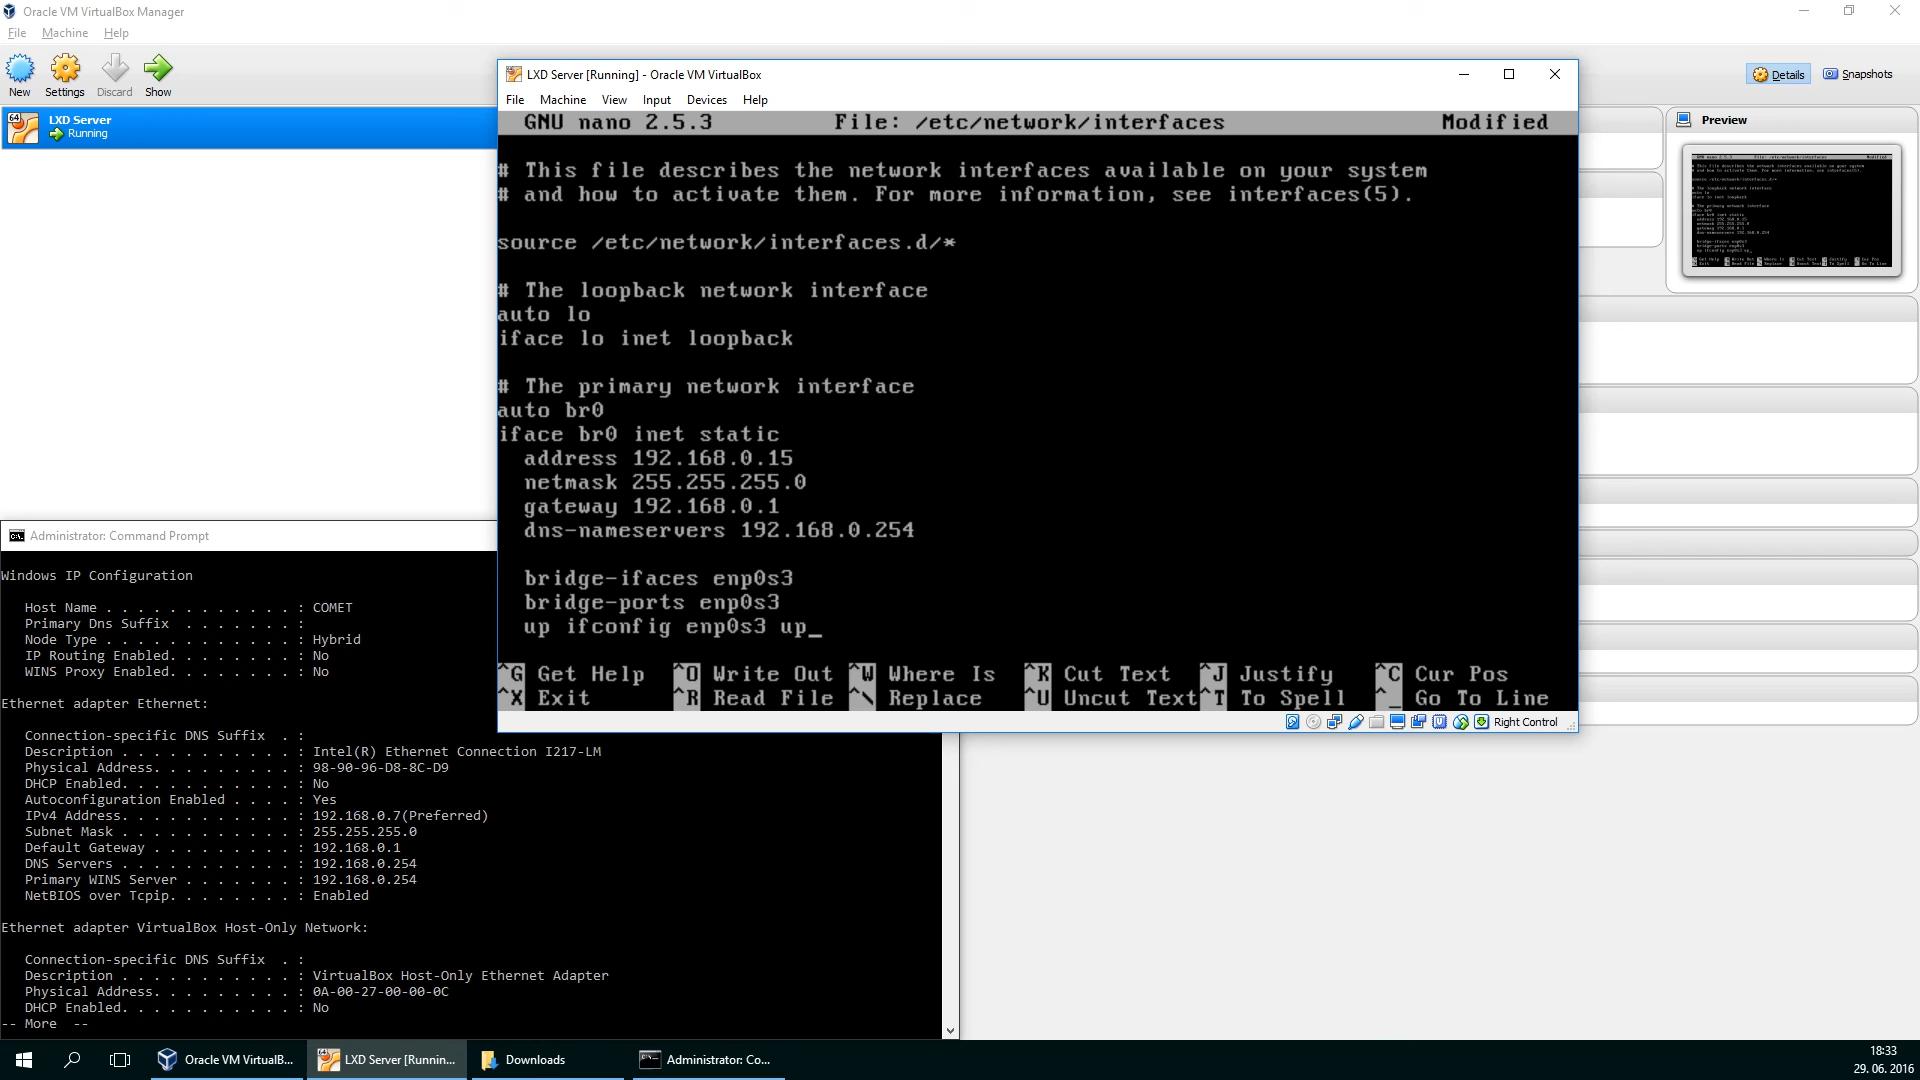 Oracle VM VirtualBox Manager
File Machine Help
New Settings Discard Show
Details Snapshots
64 LXD Server
Running
LXD Server [Running] - Oracle VM VirtualBox
File Machine View Input Devices Help
GNU nano 2.5.3 File: /etc/network/interfaces Modified
# This file describes the network interfaces available on your system
# and how to activate them. For more information, see interfaces(5).
source /etc/network/interfaces.d/*
# The loopback network interface
auto lo
iface lo inet loopback
# The primary network interface
auto br0
iface br0 inet static
address 192.168.0.15
netmask 255.255.255.0
gateway 192.168.0.1
dns-nameservers 192.168.0.254
bridge-ifaces enp0s3
bridge-ports enp0s3
up ifconfig enp0s3 up_
^G Get Help ^O Write Out ^W Where Is ^K Cut Text ^J Justify ^C Cur Pos
^X Exit ^R Read File ^\ Replace ^U Uncut Text ^T To Spell ^_ Go To Line
Right Control
Preview
Administrator: Command Prompt
Windows IP Configuration
Host Name . . . . . . . . . . . . : COMET
Primary Dns Suffix . . . . . . . :
Node Type . . . . . . . . . . . . : Hybrid
IP Routing Enabled. . . . . . . . : No
WINS Proxy Enabled. . . . . . . . : No
Ethernet adapter Ethernet:
Connection-specific DNS Suffix . :
Description . . . . . . . . . . . : Intel(R) Ethernet Connection I217-LM
Physical Address. . . . . . . . . : 98-90-96-D8-8C-D9
DHCP Enabled. . . . . . . . . . . : No
Autoconfiguration Enabled . . . . : Yes
IPv4 Address. . . . . . . . . . . : 192.168.0.7(Preferred)
Subnet Mask . . . . . . . . . . . : 255.255.255.0
Default Gateway . . . . . . . . . : 192.168.0.1
DNS Servers . . . . . . . . . . . : 192.168.0.254
Primary WINS Server . . . . . . . : 192.168.0.254
NetBIOS over Tcpip. . . . . . . . : Enabled
Ethernet adapter VirtualBox Host-Only Network:
Connection-specific DNS Suffix . :
Description . . . . . . . . . . . : VirtualBox Host-Only Ethernet Adapter
Physical Address. . . . . . . . . : 0A-00-27-00-00-0C
DHCP Enabled. . . . . . . . . . . : No
-- More --
Oracle VM VirtualB... LXD Server [Runnin... Downloads Administrator: Co...
18:33
29. 06. 2016